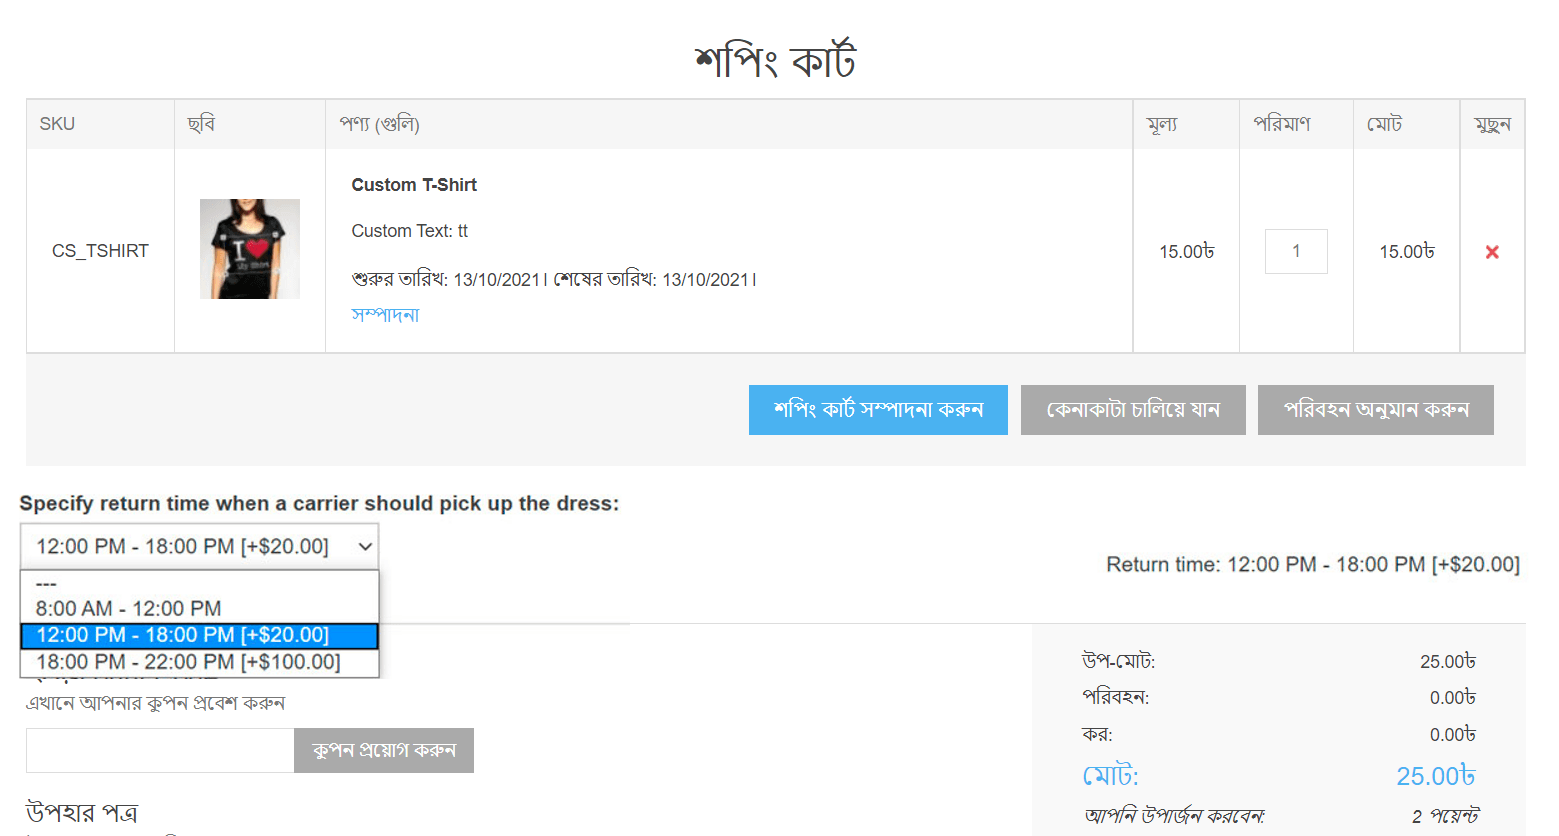 শপিং কার্ট
SKU ছবি পণ্য (গুলি) মূল্য পরিমাণ মোট মুছুন
Custom T-Shirt
Custom Text: tt
CS_TSHIRT 15.00৳ 1 15.00৳
I
শুরুর তারিখ: 13/10/2021। শেষের তারিখ: 13/10/2021।
সম্পাদনা
শপিং কার্ট সম্পাদনা করুন কেনাকাটা চালিয়ে যান পরিবহন অনুমান করুন
Specify return time when a carrier should pick up the dress:
12:00 PM - 18:00 PM [+$20.00]
Return time: 12:00 PM - 18:00 PM [+$20.00]
---
8:00 AM - 12:00 PM
12:00 PM - 18:00 PM [+$20.00]
18:00 PM - 22:00 PM [+$100.00]
এখানে আপনার কুপন প্রবেশ করুন
কুপন প্রয়োগ করুন
উপহার পত্র
উপ-মোট: 25.00৳
পরিবহন: 0.00৳
কর: 0.00৳
মোট: 25.00৳
আপনি উপার্জন করবেন: 2 পয়েন্ট